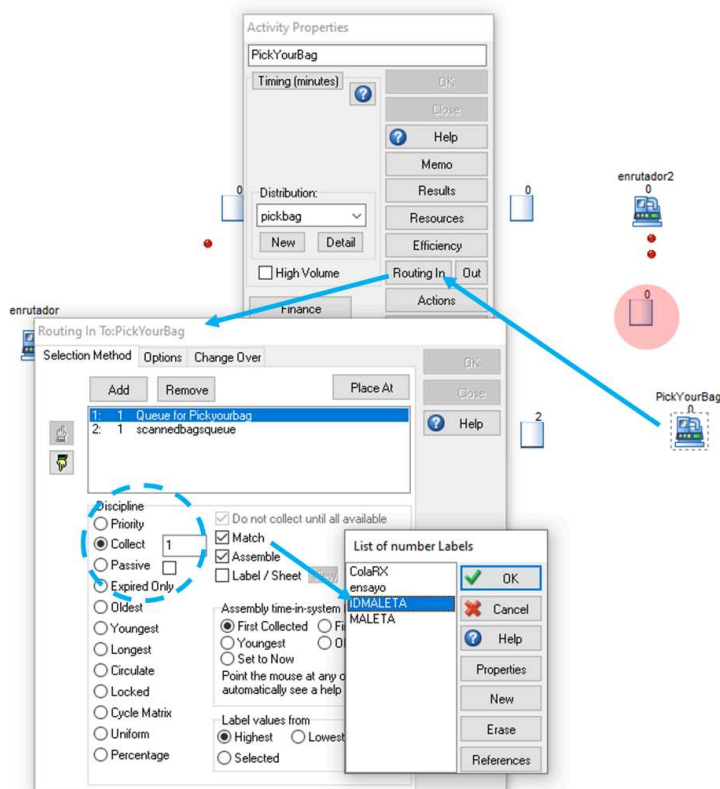 Activity Properties
PickYourBag
Timing (minutes)
OK
Close
Help
Memo
Results
Resources
Efficiency
Routing In
Out
Actions
Distribution:
pickbag
New
Detail
High Volume
Finance
0
0
enrutador2
0
0
PickYourBag
0
2
enrutador
Routing In To:PickYourBag
Selection Method
Options
Change Over
OK
Close
Help
Add
Remove
Place At
1: 1 Queue for Pickyourbag
2: 1 scannedbagsqueue
Discipline
Priority
Collect 1
Passive
Expired Only
Oldest
Youngest
Longest
Circulate
Locked
Cycle Matrix
Uniform
Percentage
Do not collect until all available
Match
Assemble
Label / Sheet
Assembly time-in-system
First Collected
Youngest
Set to Now
Point the mouse at any
automatically see a help
Label values from
Highest
Lowest
Selected
List of number Labels
ColaRX
ensayo
IDMALETA
MALETA
OK
Cancel
Help
Properties
New
Erase
References